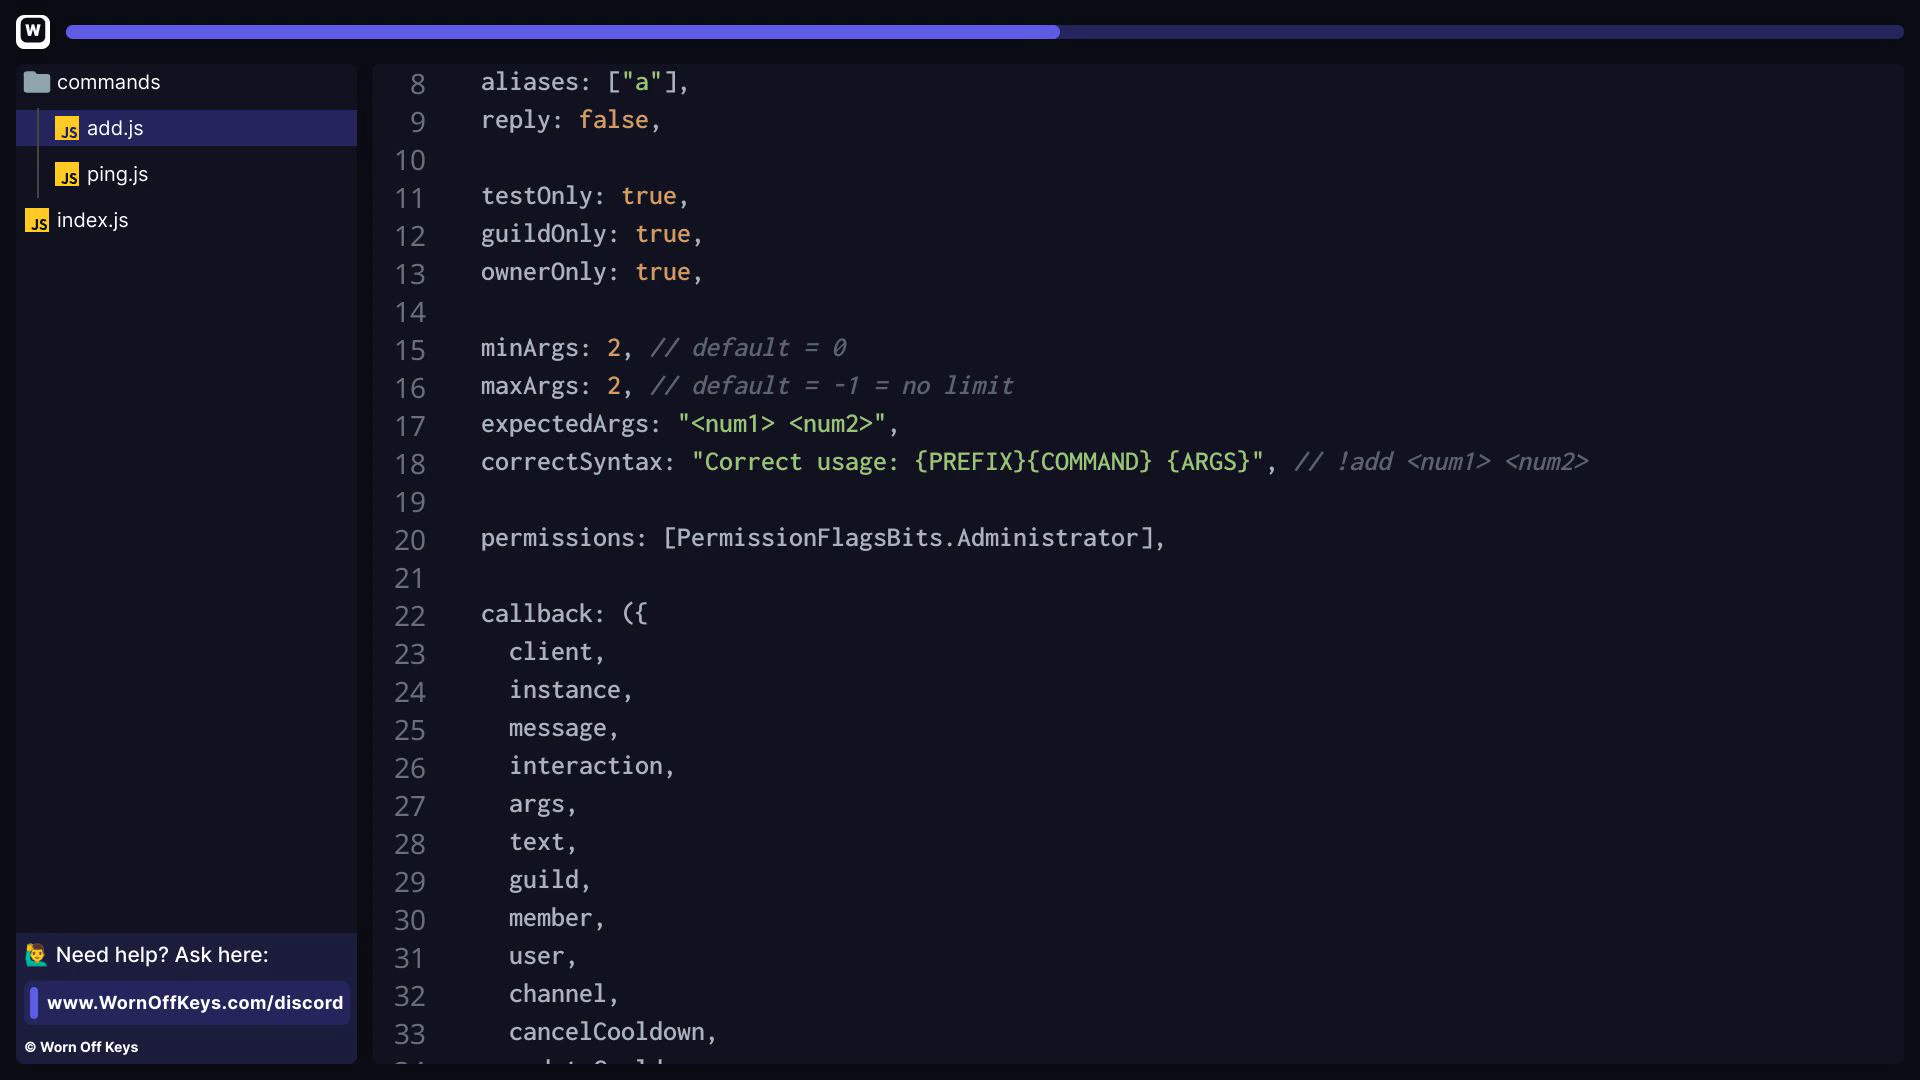 W
commands
JS add.js
JS ping.js
JS index.js
8 aliases: ["a"],
9 reply: false,
10
11 testOnly: true,
12 guildOnly: true,
13 ownerOnly: true,
14
15 minArgs: 2, // default = 0
16 maxArgs: 2, // default = -1 = no limit
17 expectedArgs: "<num1> <num2>",
18 correctSyntax: "Correct usage: {PREFIX}{COMMAND} {ARGS}", // !add <num1> <num2>
19
20 permissions: [PermissionFlagsBits.Administrator],
21
22 callback: ({
23 client,
24 instance,
25 message,
26 interaction,
27 args,
28 text,
29 guild,
30 member,
31 user,
32 channel,
33 cancelCooldown,
Need help? Ask here:
www.WornOffKeys.com/discord
© Worn Off Keys